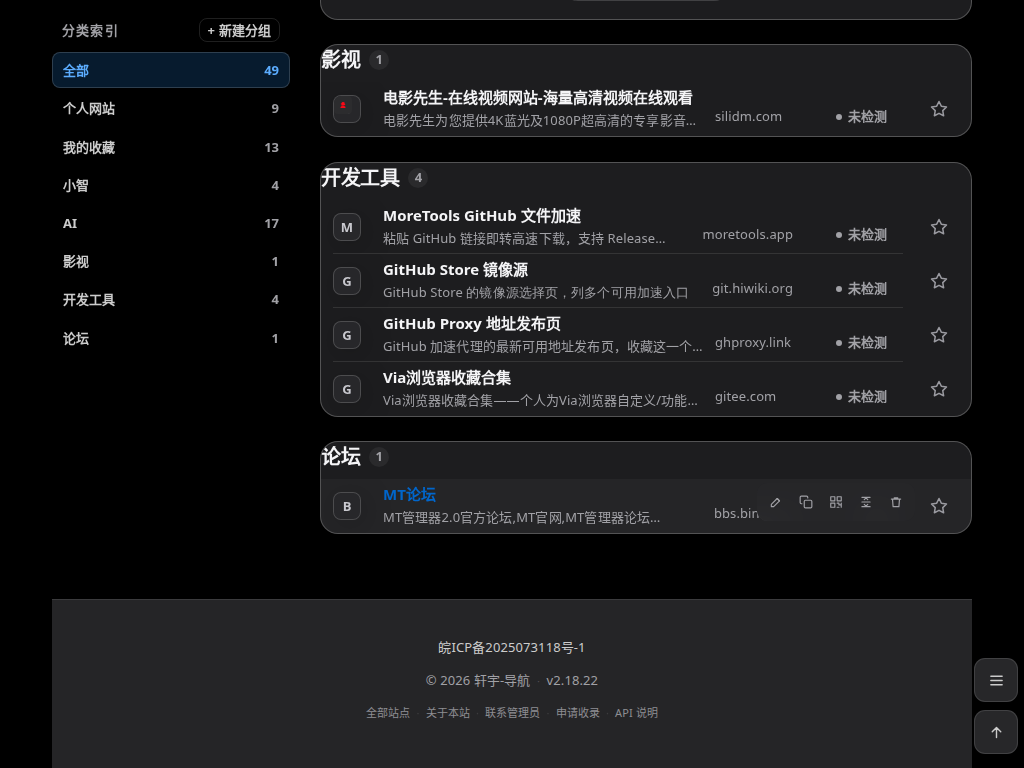 分类索引
+ 新建分组
全部 49
个人网站 9
我的收藏 13
小智 4
AI 17
影视 1
开发工具 4
论坛 1
影视 1
电影先生-在线视频网站-海量高清视频在线观看
电影先生为您提供4K蓝光及1080P超高清的专享影音...
silidm.com
未检测
开发工具 4
M
MoreTools GitHub 文件加速
粘贴 GitHub 链接即转高速下载，支持 Release...
moretools.app
未检测
G
GitHub Store 镜像源
GitHub Store 的镜像源选择页，列多个可用加速入口
git.hiwiki.org
未检测
G
GitHub Proxy 地址发布页
GitHub 加速代理的最新可用地址发布页，收藏这一个...
ghproxy.link
未检测
G
Via浏览器收藏合集
Via浏览器收藏合集——个人为Via浏览器自定义/功能...
gitee.com
未检测
论坛 1
B
MT论坛
MT管理器2.0官方论坛,MT官网,MT管理器论坛...
bbs.bin
皖ICP备2025073118号-1
© 2026 轩宇-导航 · v2.18.22
全部站点 · 关于本站 · 联系管理员 · 申请收录 · API 说明